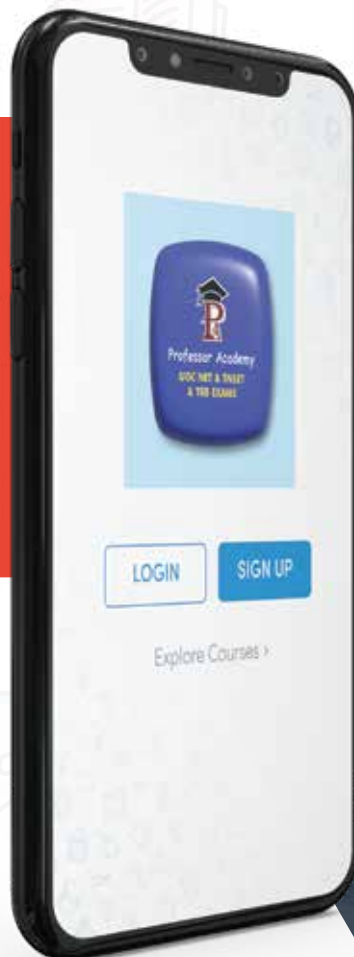 P
Professor Academy
UGC NET & TNSET
& TRB EXAMS
LOGIN
SIGN UP
Explore Courses >